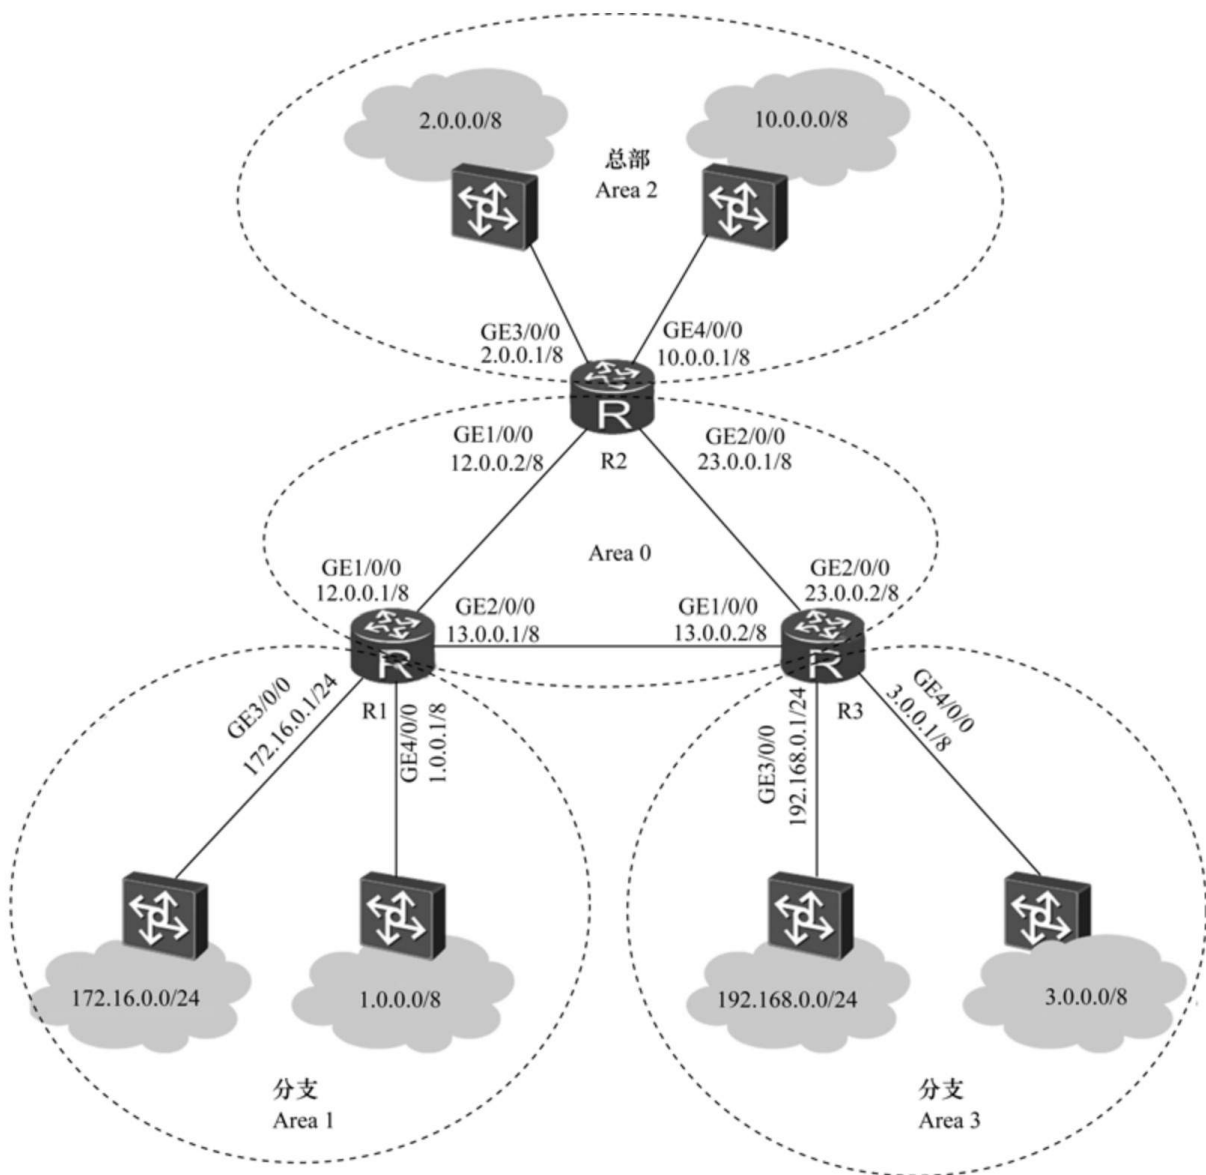 2.0.0.0/8
10.0.0.0/8
总部
Area 2
GE3/0/0
2.0.0.1/8
GE4/0/0
10.0.0.1/8
R
R2
GE1/0/0
12.0.0.2/8
GE2/0/0
23.0.0.1/8
Area 0
GE1/0/0
12.0.0.1/8
GE2/0/0
23.0.0.2/8
GE2/0/0
13.0.0.1/8
GE1/0/0
13.0.0.2/8
R
R1
R
R3
GE3/0/0
172.16.0.1/24
GE4/0/0
1.0.0.1/8
GE3/0/0
192.168.0.1/24
GE4/0/0
3.0.0.1/8
172.16.0.0/24
1.0.0.0/8
192.168.0.0/24
3.0.0.0/8
分支
Area 1
分支
Area 3